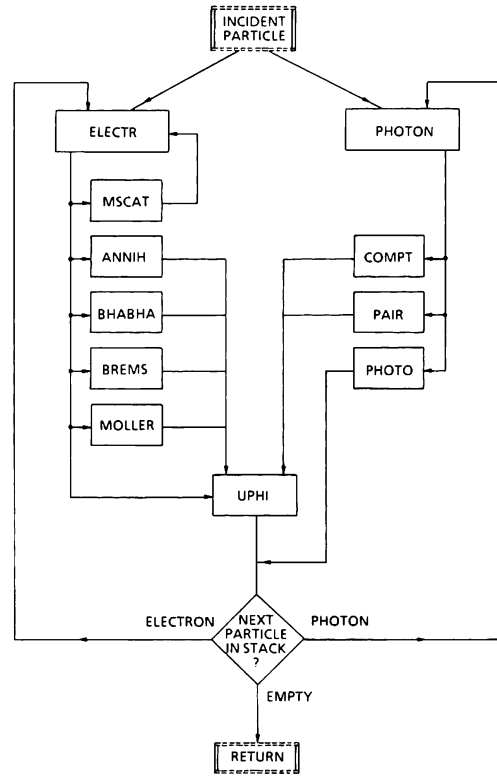 INCIDENT
PARTICLE
ELECTR
PHOTON
MSCAT
ANNIH
COMPT
BHABHA
PAIR
BREMS
PHOTO
MOLLER
UPHI
ELECTRON
NEXT
PARTICLE
IN STACK
?
PHOTON
EMPTY
RETURN